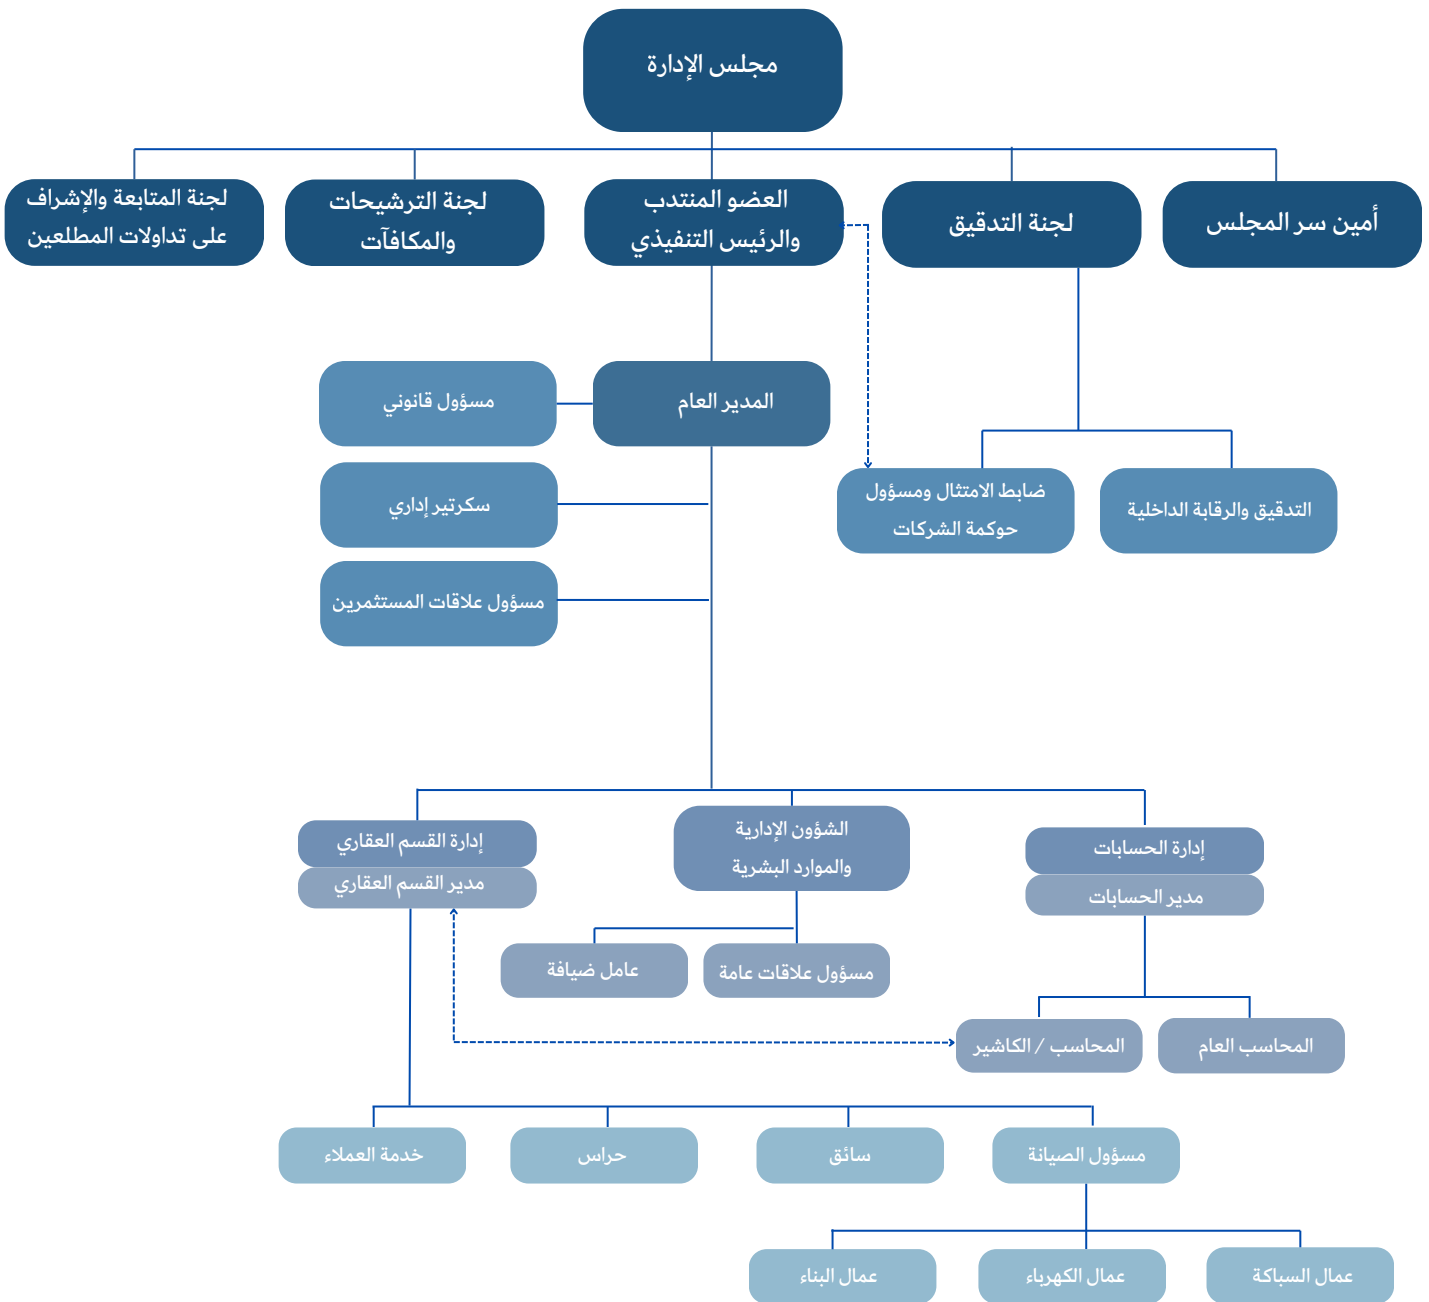 مجلس الإدارة
أمين سر المجلس
لجنة التدقيق
العضو المنتدب
والرئيس التنفيذي
لجنة الترشيحات
والمكافآت
لجنة المتابعة والإشراف
على تداولات المطلعين
المدير العام
مسؤول قانوني
سكرتير إداري
مسؤول علاقات المستثمرين
التدقيق والرقابة الداخلية
ضابط الامتثال ومسؤول
حوكمة الشركات
إدارة الحسابات
مدير الحسابات
الشؤون الإدارية
والموارد البشرية
إدارة القسم العقاري
مدير القسم العقاري
مسؤول علاقات عامة
عامل ضيافة
المحاسب العام
المحاسب / الكاشير
مسؤول الصيانة
سائق
حراس
خدمة العملاء
عمال السباكة
عمال الكهرباء
عمال البناء